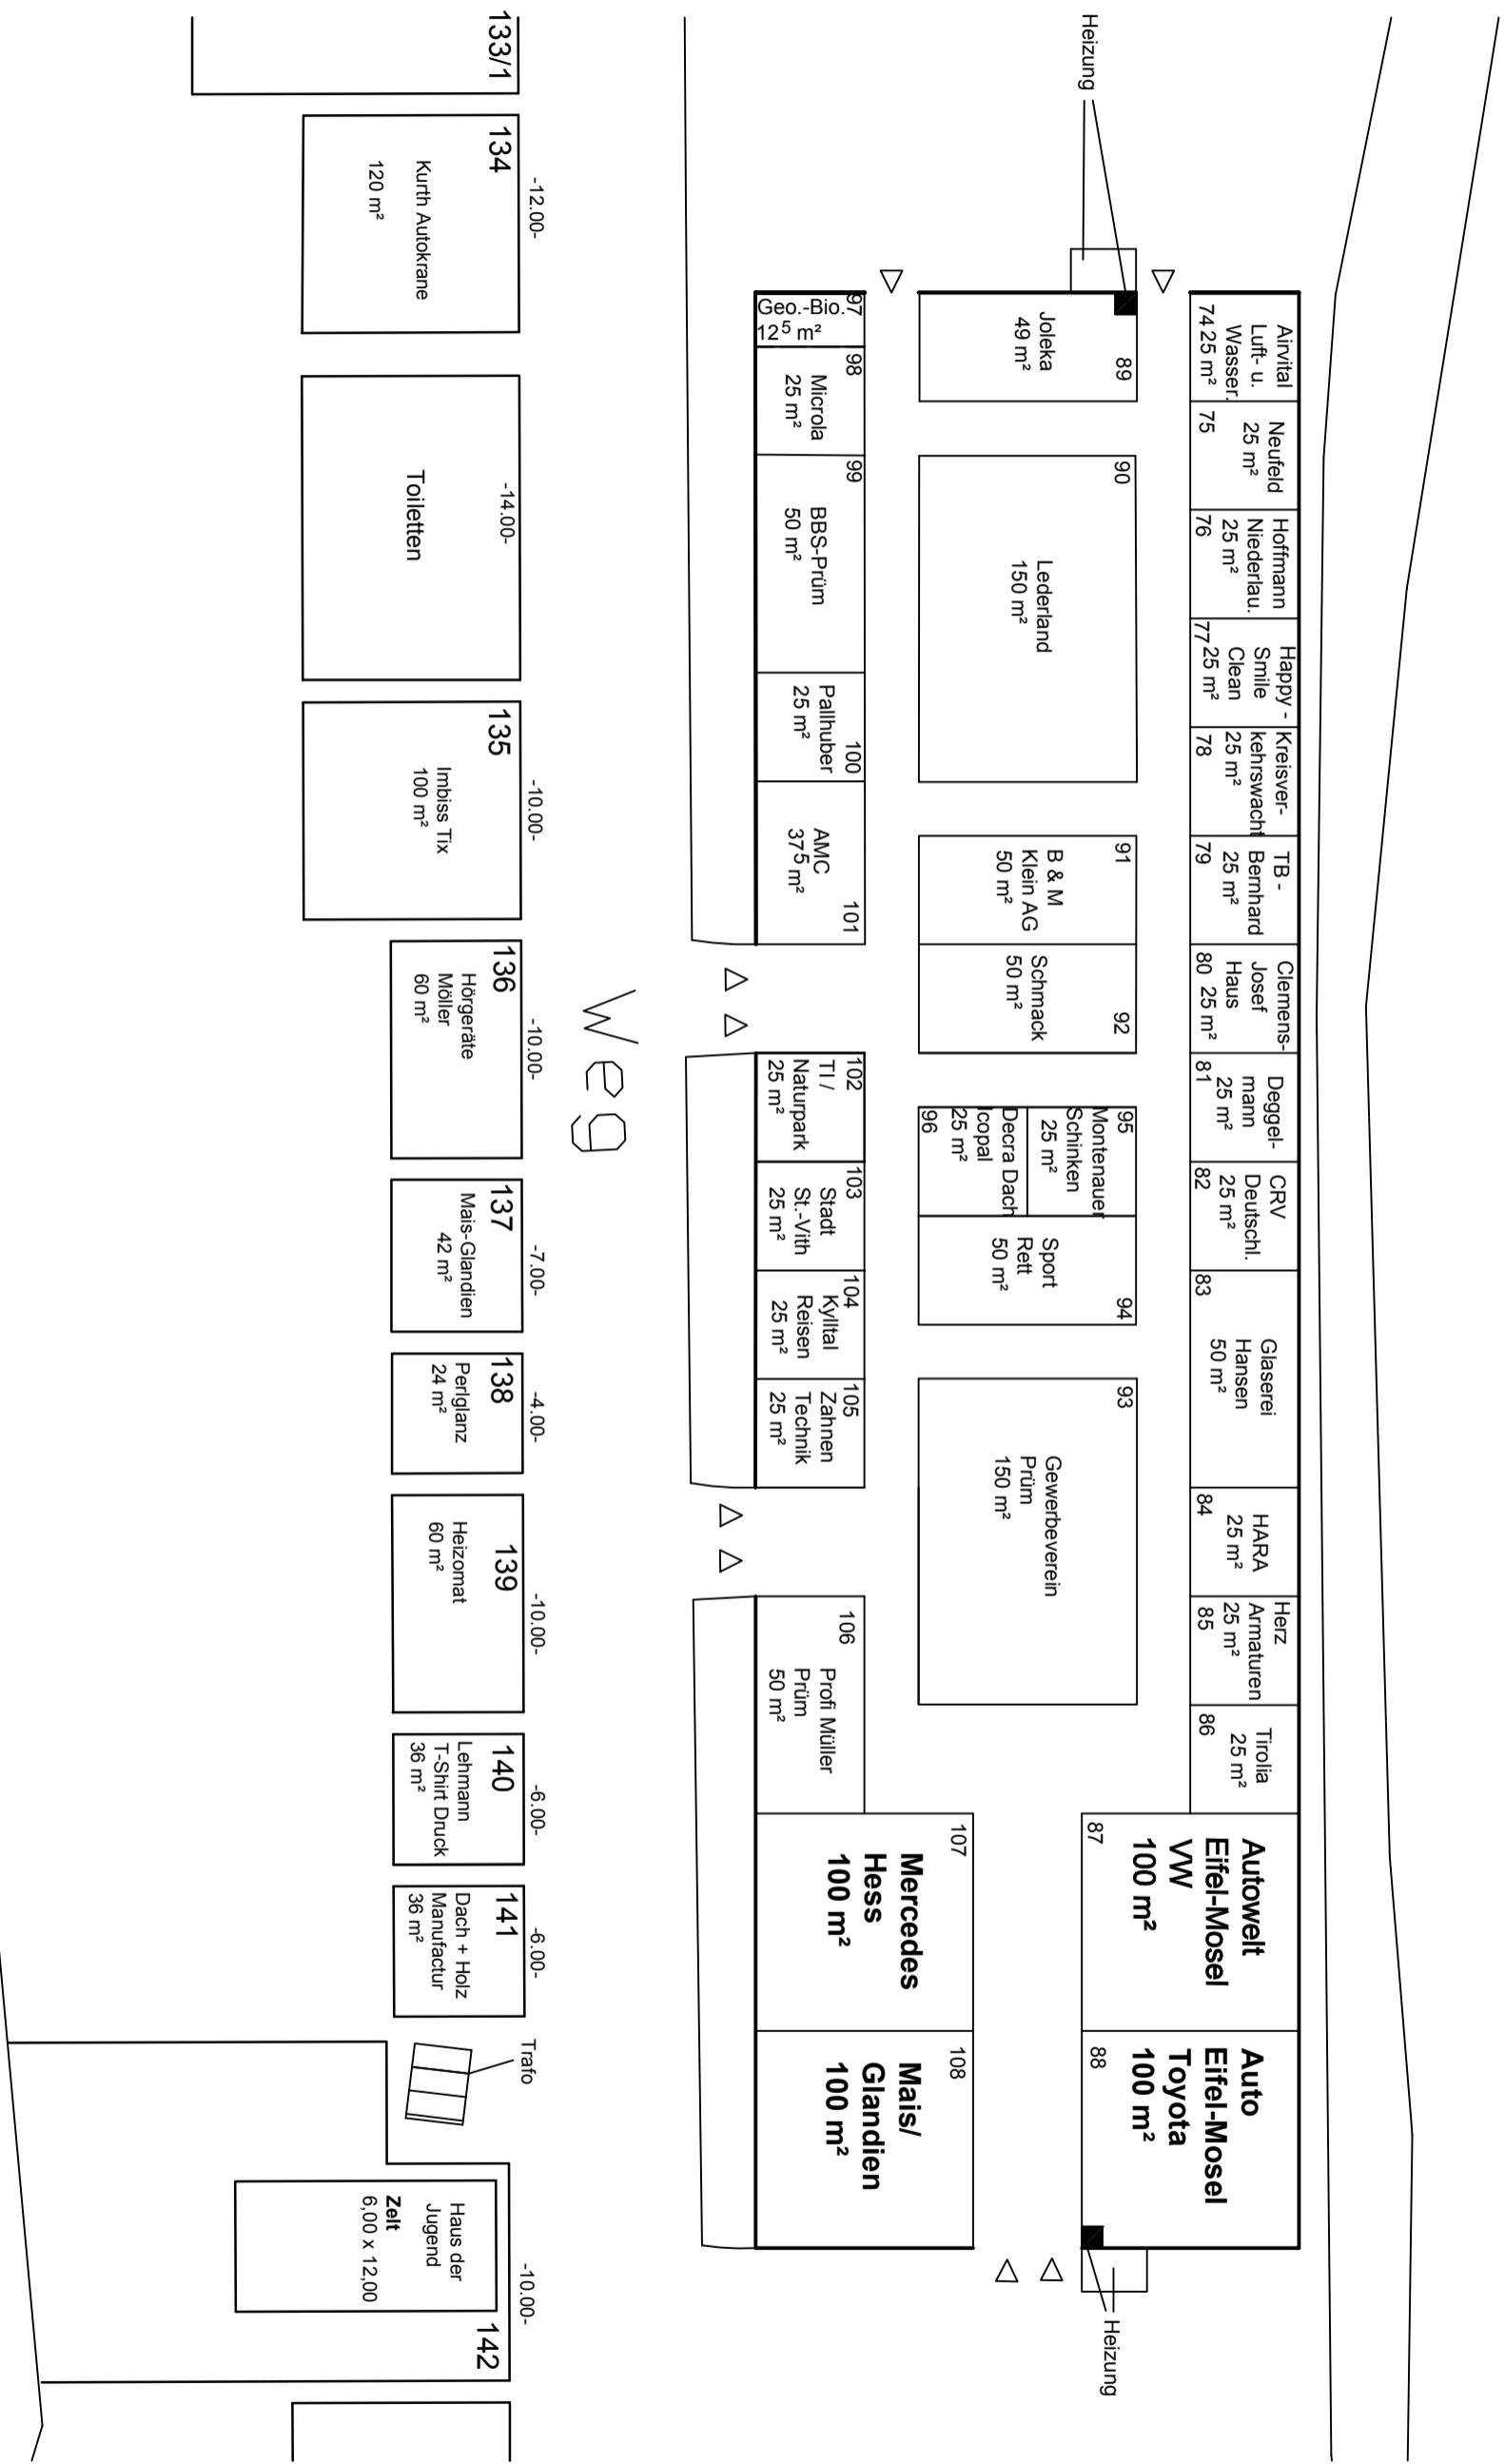 Heizung
Airvital
Luft- u.
Wasser.
74 25 m²
Neufeld
25 m²
75
Hoffmann
Niederlau.
25 m²
76
Happy -
Smile
Clean
25 m²
77
Kreisver-
kehrswacht
25 m²
78
TB -
Bernhard
25 m²
79
Clemens-
Josef
Haus
80 25 m²
Deggel-
mann
25 m²
81
CRV
Deutschl.
25 m²
82
83
Glaserei
Hansen
50 m²
HARA
25 m²
84
Herz
Armaturen
25 m²
85
Tirolia
25 m²
86
Autowelt
Eifel-Mosel
VW
100 m²
87
Auto
Eifel-Mosel
Toyota
100 m²
88
Heizung
89
Joleka
49 m²
90
Lederland
150 m²
91
B & M
Klein AG
50 m²
92
Schmack
50 m²
95
Montenauer
Schinken
25 m²
Decra Dach
Icopal
25 m²
96
94
Sport
Rett
50 m²
93
Gewerbeverein
Prüm
150 m²
97
Geo.-Bio.
12⁵ m²
98
Microla
25 m²
99
BBS-Prüm
50 m²
100
Pallhuber
25 m²
101
AMC
37⁵ m²
102
TI /
Naturpark
25 m²
103
Stadt
St.-Vith
25 m²
104
Kylltal
Reisen
25 m²
105
Zahnen
Technik
25 m²
106
Profi Müller
Prüm
50 m²
107
Mercedes
Hess
100 m²
108
Mais/
Glandien
100 m²
Weg
133/1
-12.00-
134
Kurth Autokrane
120 m²
-14.00-
Toiletten
-10.00-
135
Imbiss Tix
100 m²
-10.00-
136
Hörgeräte
Möller
60 m²
-7.00-
137
Mais-Glandien
42 m²
-4.00-
138
Perlglanz
24 m²
-10.00-
139
Heizomat
60 m²
-6.00-
140
Lehmann
T-Shirt Druck
36 m²
-6.00-
141
Dach + Holz
Manufactur
36 m²
Trafo
-10.00-
Haus der
Jugend
Zelt
6,00 x 12,00
142